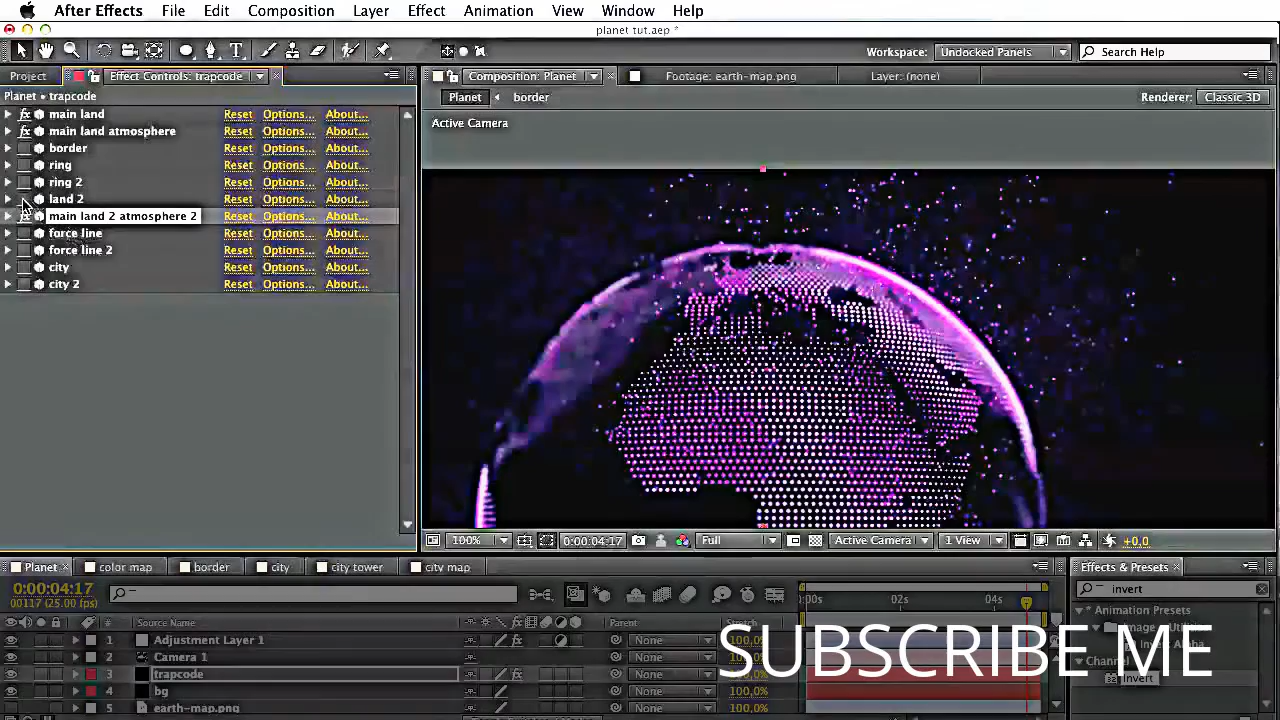 After Effects File Edit Composition Layer Effect Animation View Window Help
planet tut.aep *
Workspace: Undocked Panels Search Help
Project Effect Controls: trapcode Composition: Planet Footage: earth-map.png Layer: (none)
Planet • trapcode Planet border Renderer: Classic 3D
main land Reset Options... About...
Active Camera
main land atmosphere Reset Options... About...
border Reset Options... About...
ring Reset Options... About...
ring 2 Reset Options... About...
land 2 Reset Options... About...
main land 2 atmosphere 2 Reset Options... About...
force line Reset Options... About...
force line 2 Reset Options... About...
city Reset Options... About...
city 2 Reset Options... About...
100% 0:00:04:17 Full Active Camera 1 View +0,0
Planet color map border city city tower city map Effects & Presets
0:00:04:17 invert
00117 (25.00 fps) :00s 02s 04s * Animation Presets
# Source Name Parent Stretch
1 Adjustment Layer 1 None 100,0%
2 Camera 1 None 100,0% Channel
3 trapcode None 100,0% Invert
4 bg None 100,0%
5 earth-map.png None 100,0%
SUBSCRIBE ME